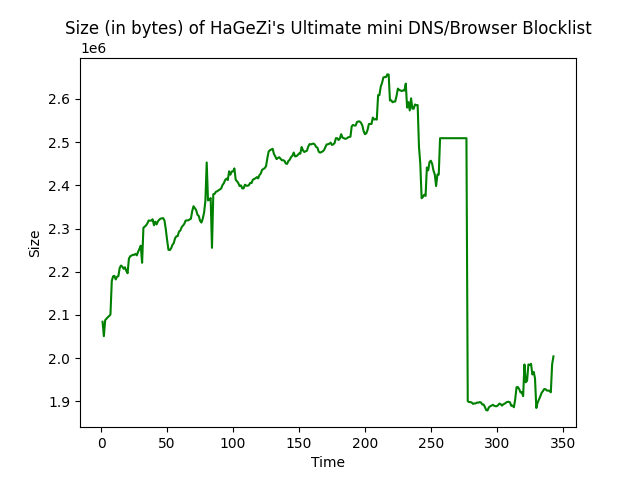 Size (in bytes) of HaGeZi's Ultimate mini DNS/Browser Blocklist
1e6
2.6
2.5
2.4
2.3
2.2
2.1
2.0
1.9
Size
0 50 100 150 200 250 300 350
Time